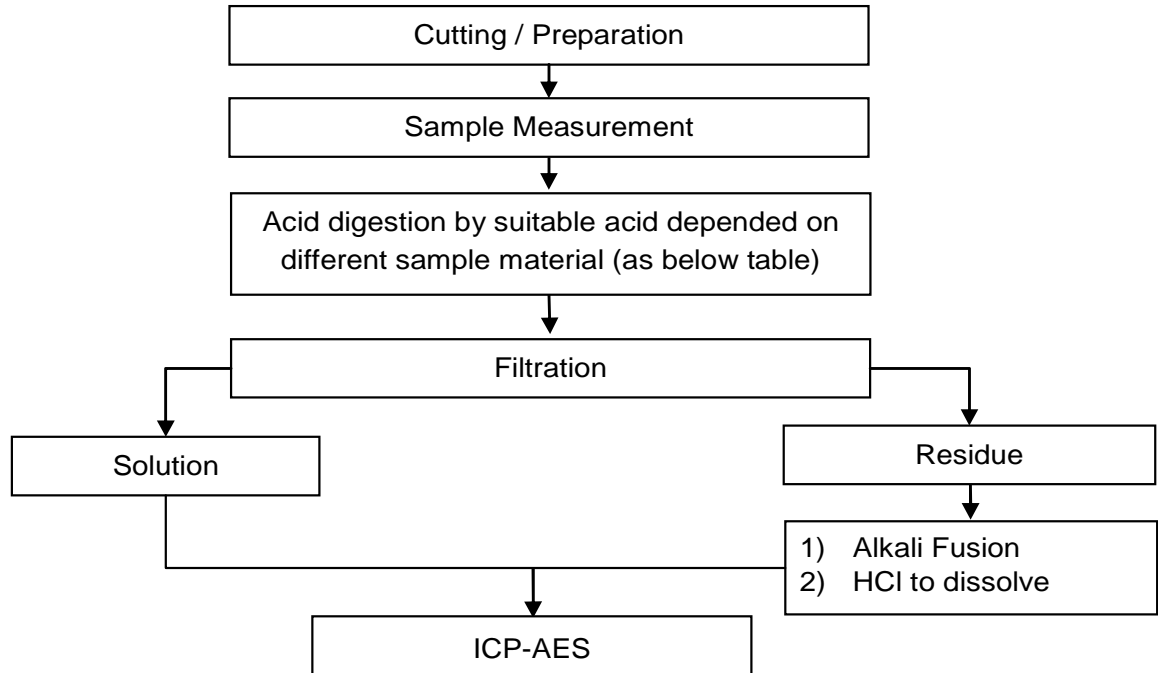 Cutting / Preparation
Sample Measurement
Acid digestion by suitable acid depended on
different sample material (as below table)
Filtration
Solution
Residue
1) Alkali Fusion
2) HCl to dissolve
ICP-AES